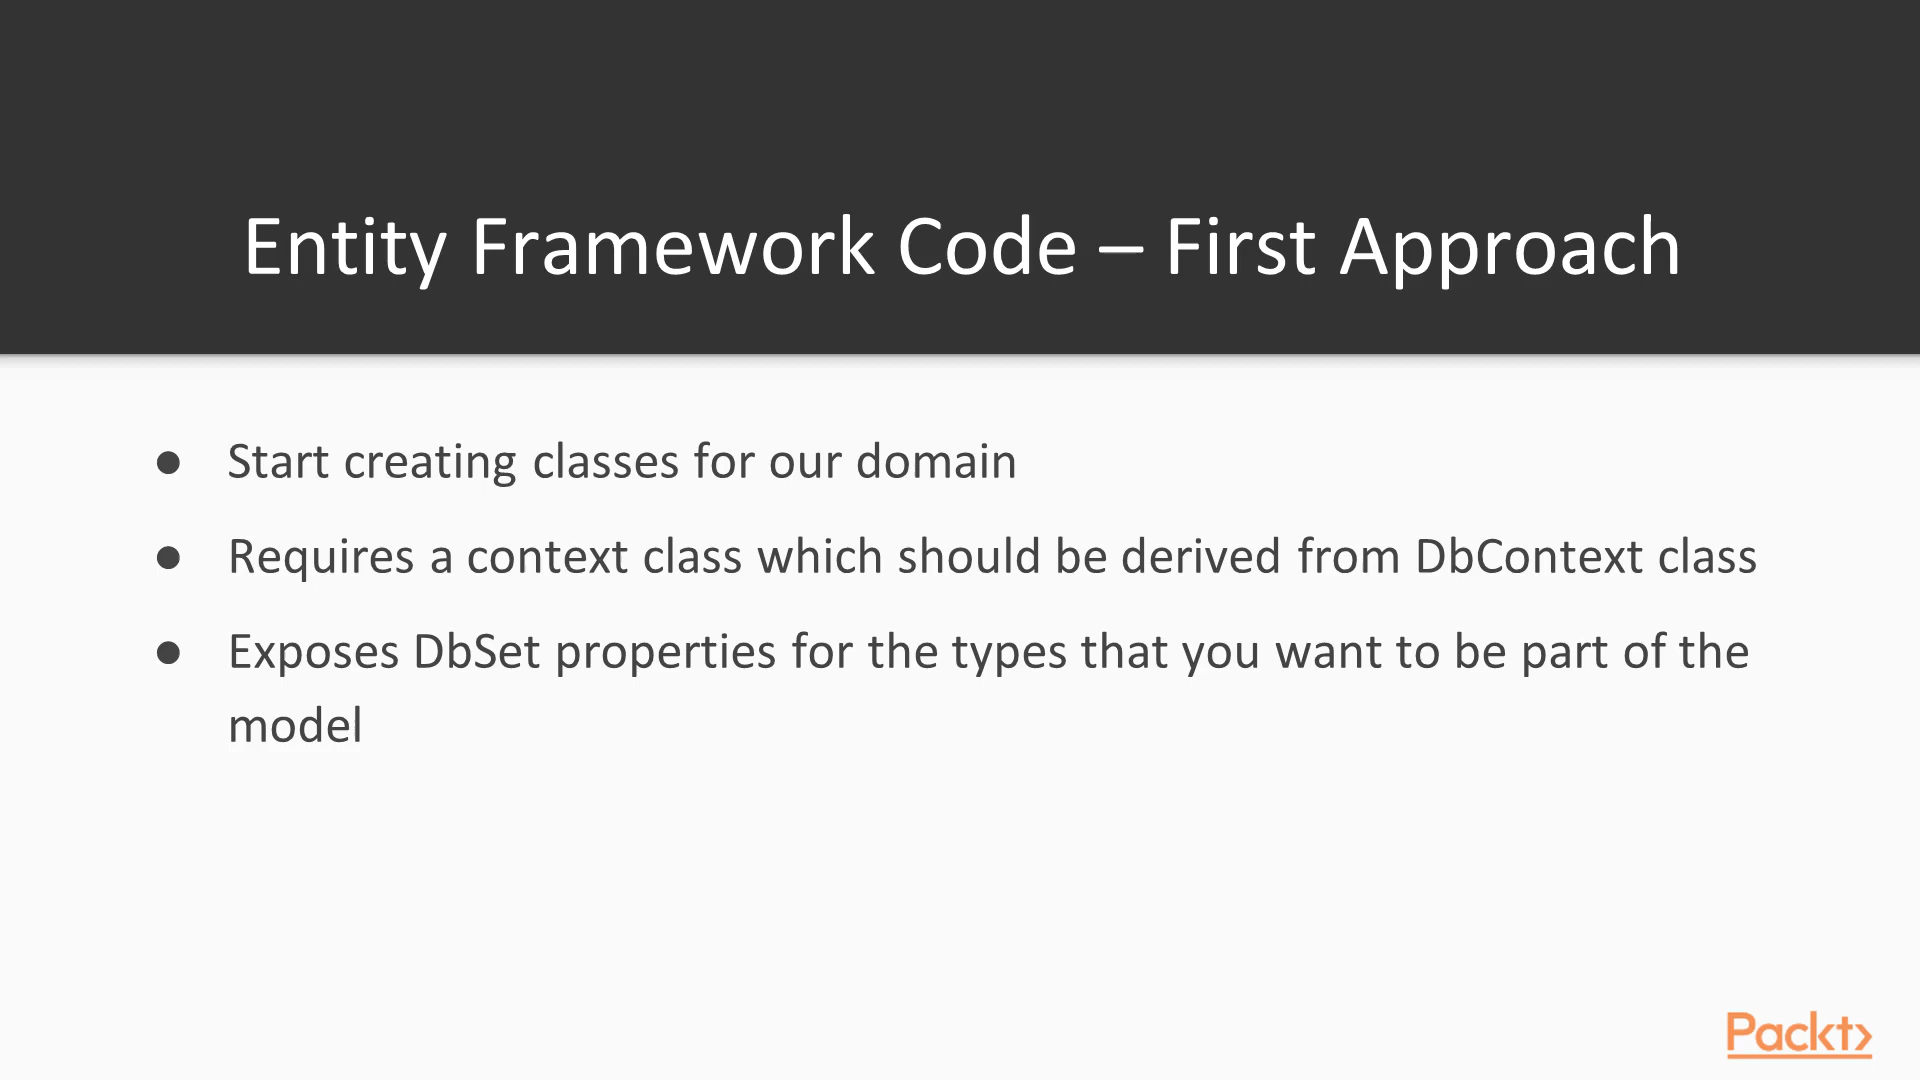 Entity Framework Code – First Approach
● Start creating classes for our domain
● Requires a context class which should be derived from DbContext class
● Exposes DbSet properties for the types that you want to be part of the
model
Packt>